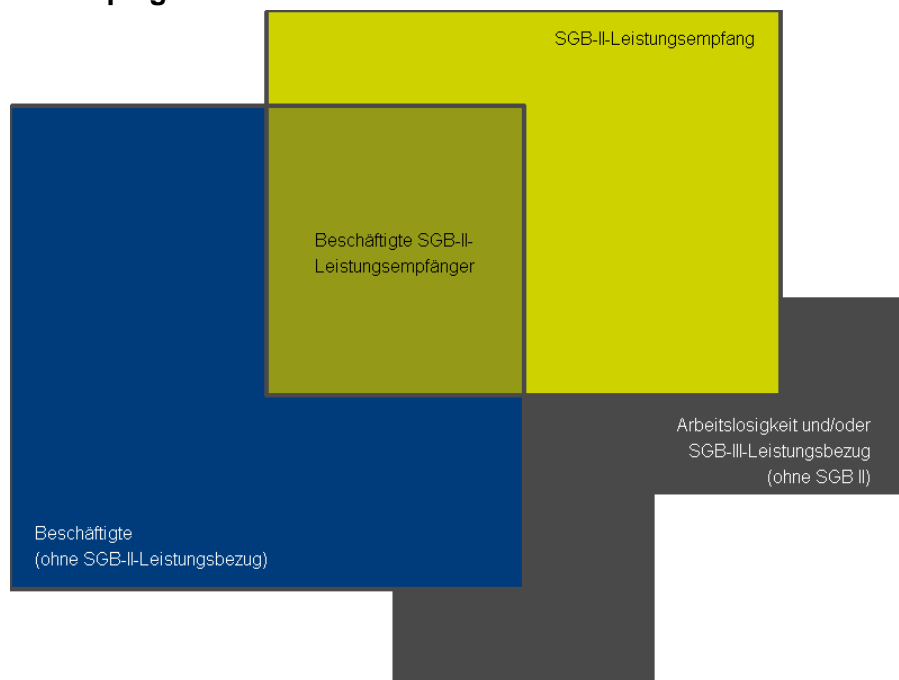 SGB-II-Leistungsempfang
Beschäftigte SGB-II-
Leistungsempfänger
Arbeitslosigkeit und/oder
SGB-III-Leistungsbezug
(ohne SGB II)
Beschäftigte
(ohne SGB-II-Leistungsbezug)